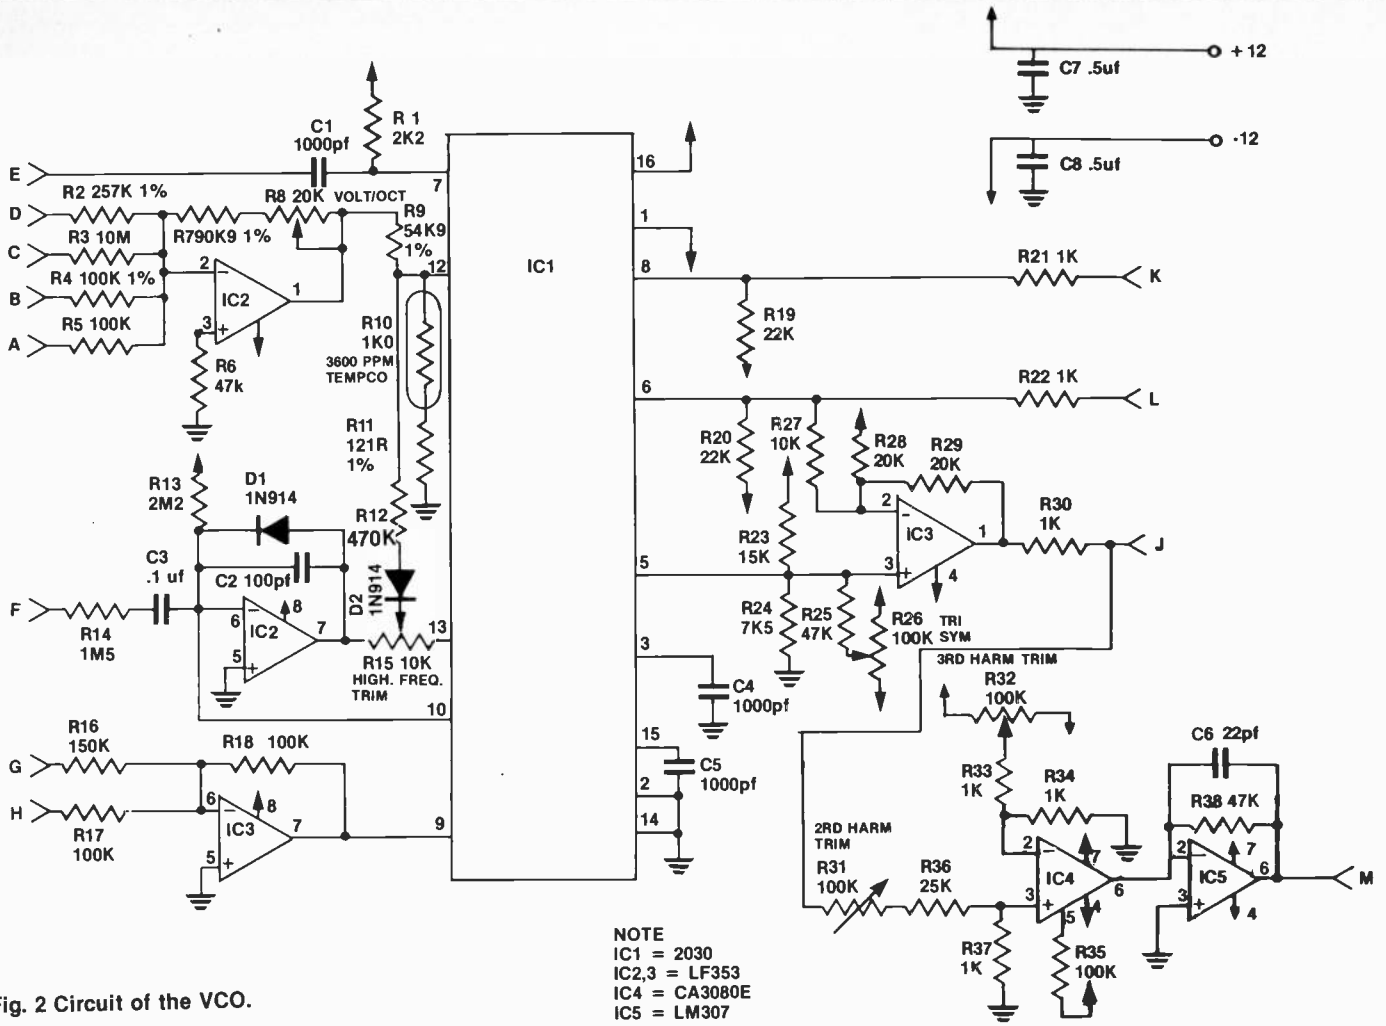 + 12
C7 .5uf
-12
C8 .5uf
R 1
2K2
C1
1000pf
E
7
16
R2 257K 1%
R8 20K VOLT/OCT
D
R3 10M
R790K9 1%
R9
54K9
1%
1
C
R4 100K 1%
2
−
12
IC1
8
R21 1K
K
B
IC2
1
R5 100K
3
+
A
R10
1K0
3600 PPM
TEMPCO
R19
22K
R6
47k
6
R22 1K
L
R11
121R
1%
R20
22K
R27
10K
R28
20K
R29
20K
R13
2M2
D1
1N914
R12
470K
2
−
IC3
1
R30
1K
J
R23
15K
C3
.1 uf
C2 100pf
D2
1N914
5
3
+
4
F
R14
1M5
6
−
8
IC2
7
5
+
13
R24
7K5
R25
47K
R26
100K
TRI
SYM
R15 10K
HIGH. FREQ.
TRIM
3
3RD HARM TRIM
R32
100K
C4
1000pf
10
R16
150K
R18 100K
15
C6 22pf
G
C5
1000pf
R33
1K
R34
1K
2
R38 47K
H
R17
100K
6
−
8
IC3
7
5
+
9
14
2RD HARM
TRIM
R31
100K
R36
25K
2
−
7
IC4
6
3
+
4
5
2
−
7
IC5
6
3
+
4
M
R37
1K
R35
100K
NOTE
IC1 = 2030
IC2,3 = LF353
IC4 = CA3080E
IC5 = LM307
ig. 2 Circuit of the VCO.